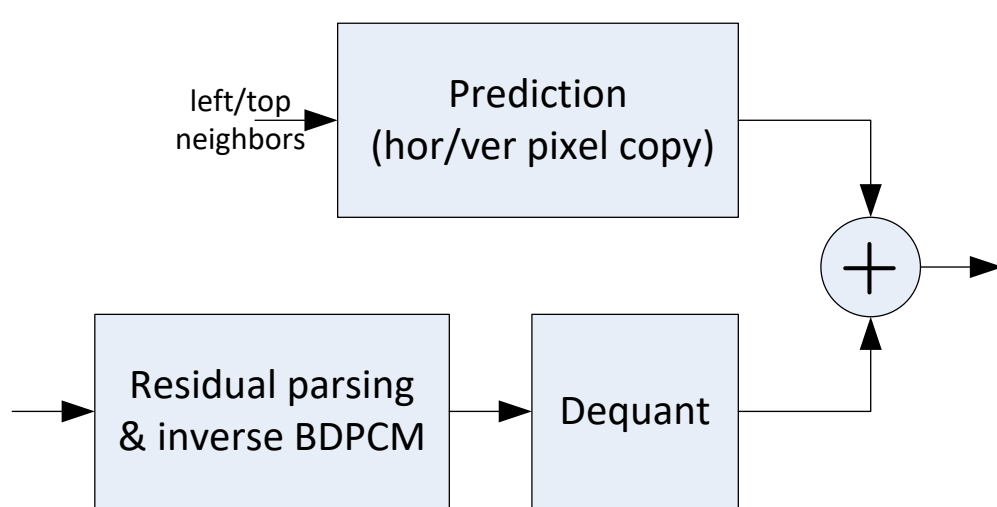 left/top
neighbors
Prediction
(hor/ver pixel copy)
Residual parsing
& inverse BDPCM
Dequant